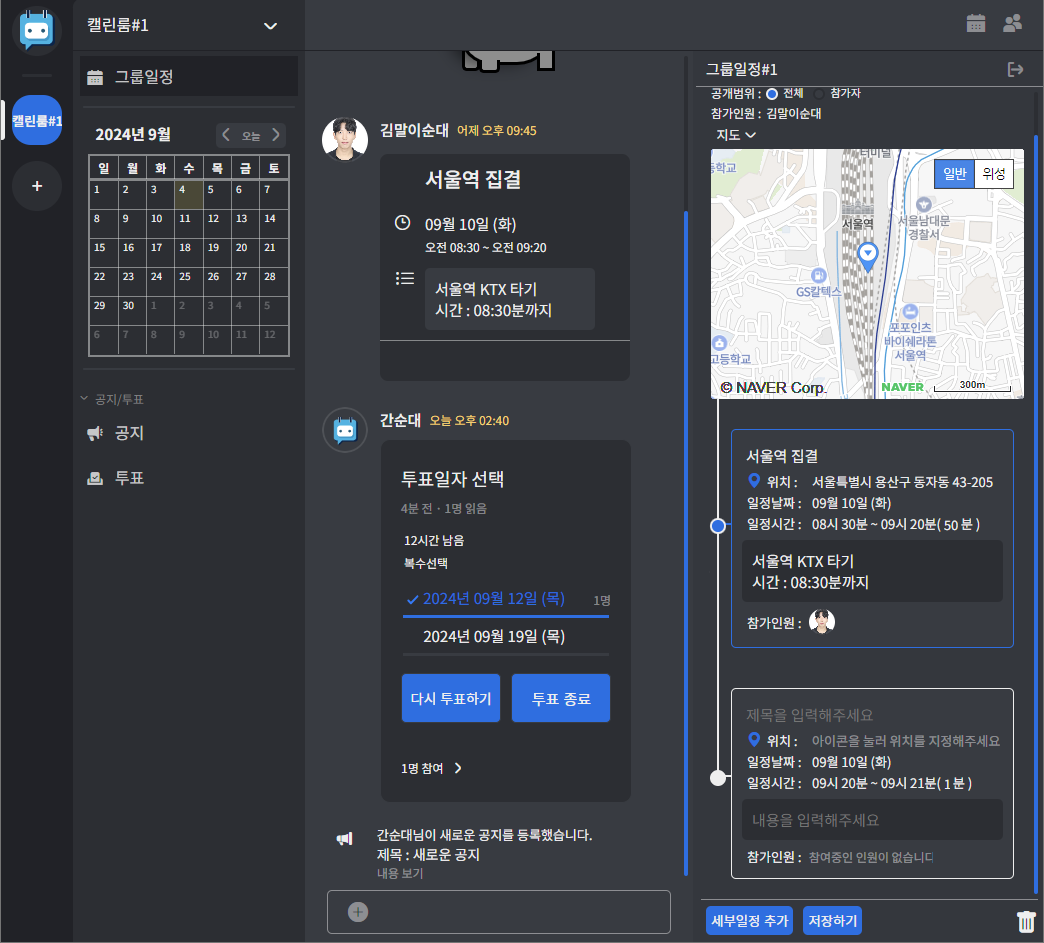 캘린룸#1
캘린룸#1
+
그룹일정
2024년 9월
오늘
일 월 화 수 목 금 토
1 2 3 4 5 6 7
8 9 10 11 12 13 14
15 16 17 18 19 20 21
22 23 24 25 26 27 28
29 30 1 2 3 4 5
6 7 8 9 10 11 12
공지/투표
공지
투표
김말이순대 어제 오후 09:45
서울역 집결
09월 10일 (화)
오전 08:30 ~ 오전 09:20
서울역 KTX 타기
시간 : 08:30분까지
간순대 오늘 오후 02:40
투표일자 선택
4분 전 · 1명 읽음
12시간 남음
복수선택
2024년 09월 12일 (목) 1명
2024년 09월 19일 (목)
다시 투표하기 투표 종료
1명 참여
간순대님이 새로운 공지를 등록했습니다.
제목 : 새로운 공지
내용 보기
그룹일정#1
공개범위 : 전체 참가자
참가인원 : 김말이순대
지도
터미널
등학교
일반 위성
서울역
서울남대문
경찰서
GS칼텍스
포포인츠
바이쉐라톤
서울역
고등학교
© NAVER Corp.
NAVER 300m
서울역 집결
위치 : 서울특별시 용산구 동자동 43-205
일정날짜 : 09월 10일 (화)
일정시간 : 08시 30분 ~ 09시 20분( 50 분 )
서울역 KTX 타기
시간 : 08:30분까지
참가인원 :
제목을 입력해주세요
위치 : 아이콘을 눌러 위치를 지정해주세요
일정날짜 : 09월 10일 (화)
일정시간 : 09시 20분 ~ 09시 21분( 1 분 )
내용을 입력해주세요
참가인원 : 참여중인 인원이 없습니다
세부일정 추가 저장하기